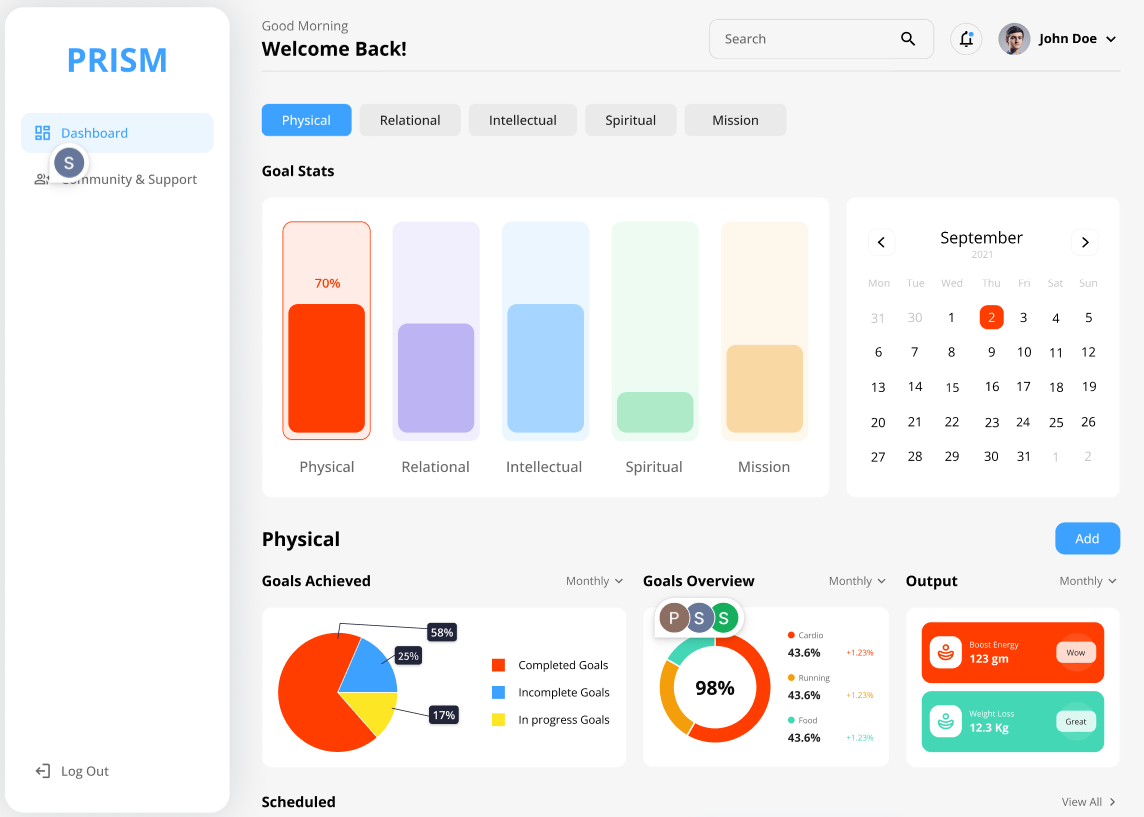 PRISM
Dashboard
S
Community & Support
Log Out
Good Morning
Welcome Back!
Search
John Doe
Physical Relational Intellectual Spiritual Mission
Goal Stats
70%
Physical Relational Intellectual Spiritual Mission
September
2021
Mon Tue Wed Thu Fri Sat Sun
31 30 1 2 3 4 5
6 7 8 9 10 11 12
13 14 15 16 17 18 19
20 21 22 23 24 25 26
27 28 29 30 31 1 2
Physical
Add
Goals Achieved
Monthly
58%
25%
17%
Completed Goals
Incomplete Goals
In progress Goals
Goals Overview
Monthly
P S S
98%
Cardio
43.6% +1.23%
Running
43.6% +1.23%
Food
43.6% +1.23%
Output
Monthly
Boost Energy
123 gm
Wow
Weight Loss
12.3 Kg
Great
Scheduled
View All